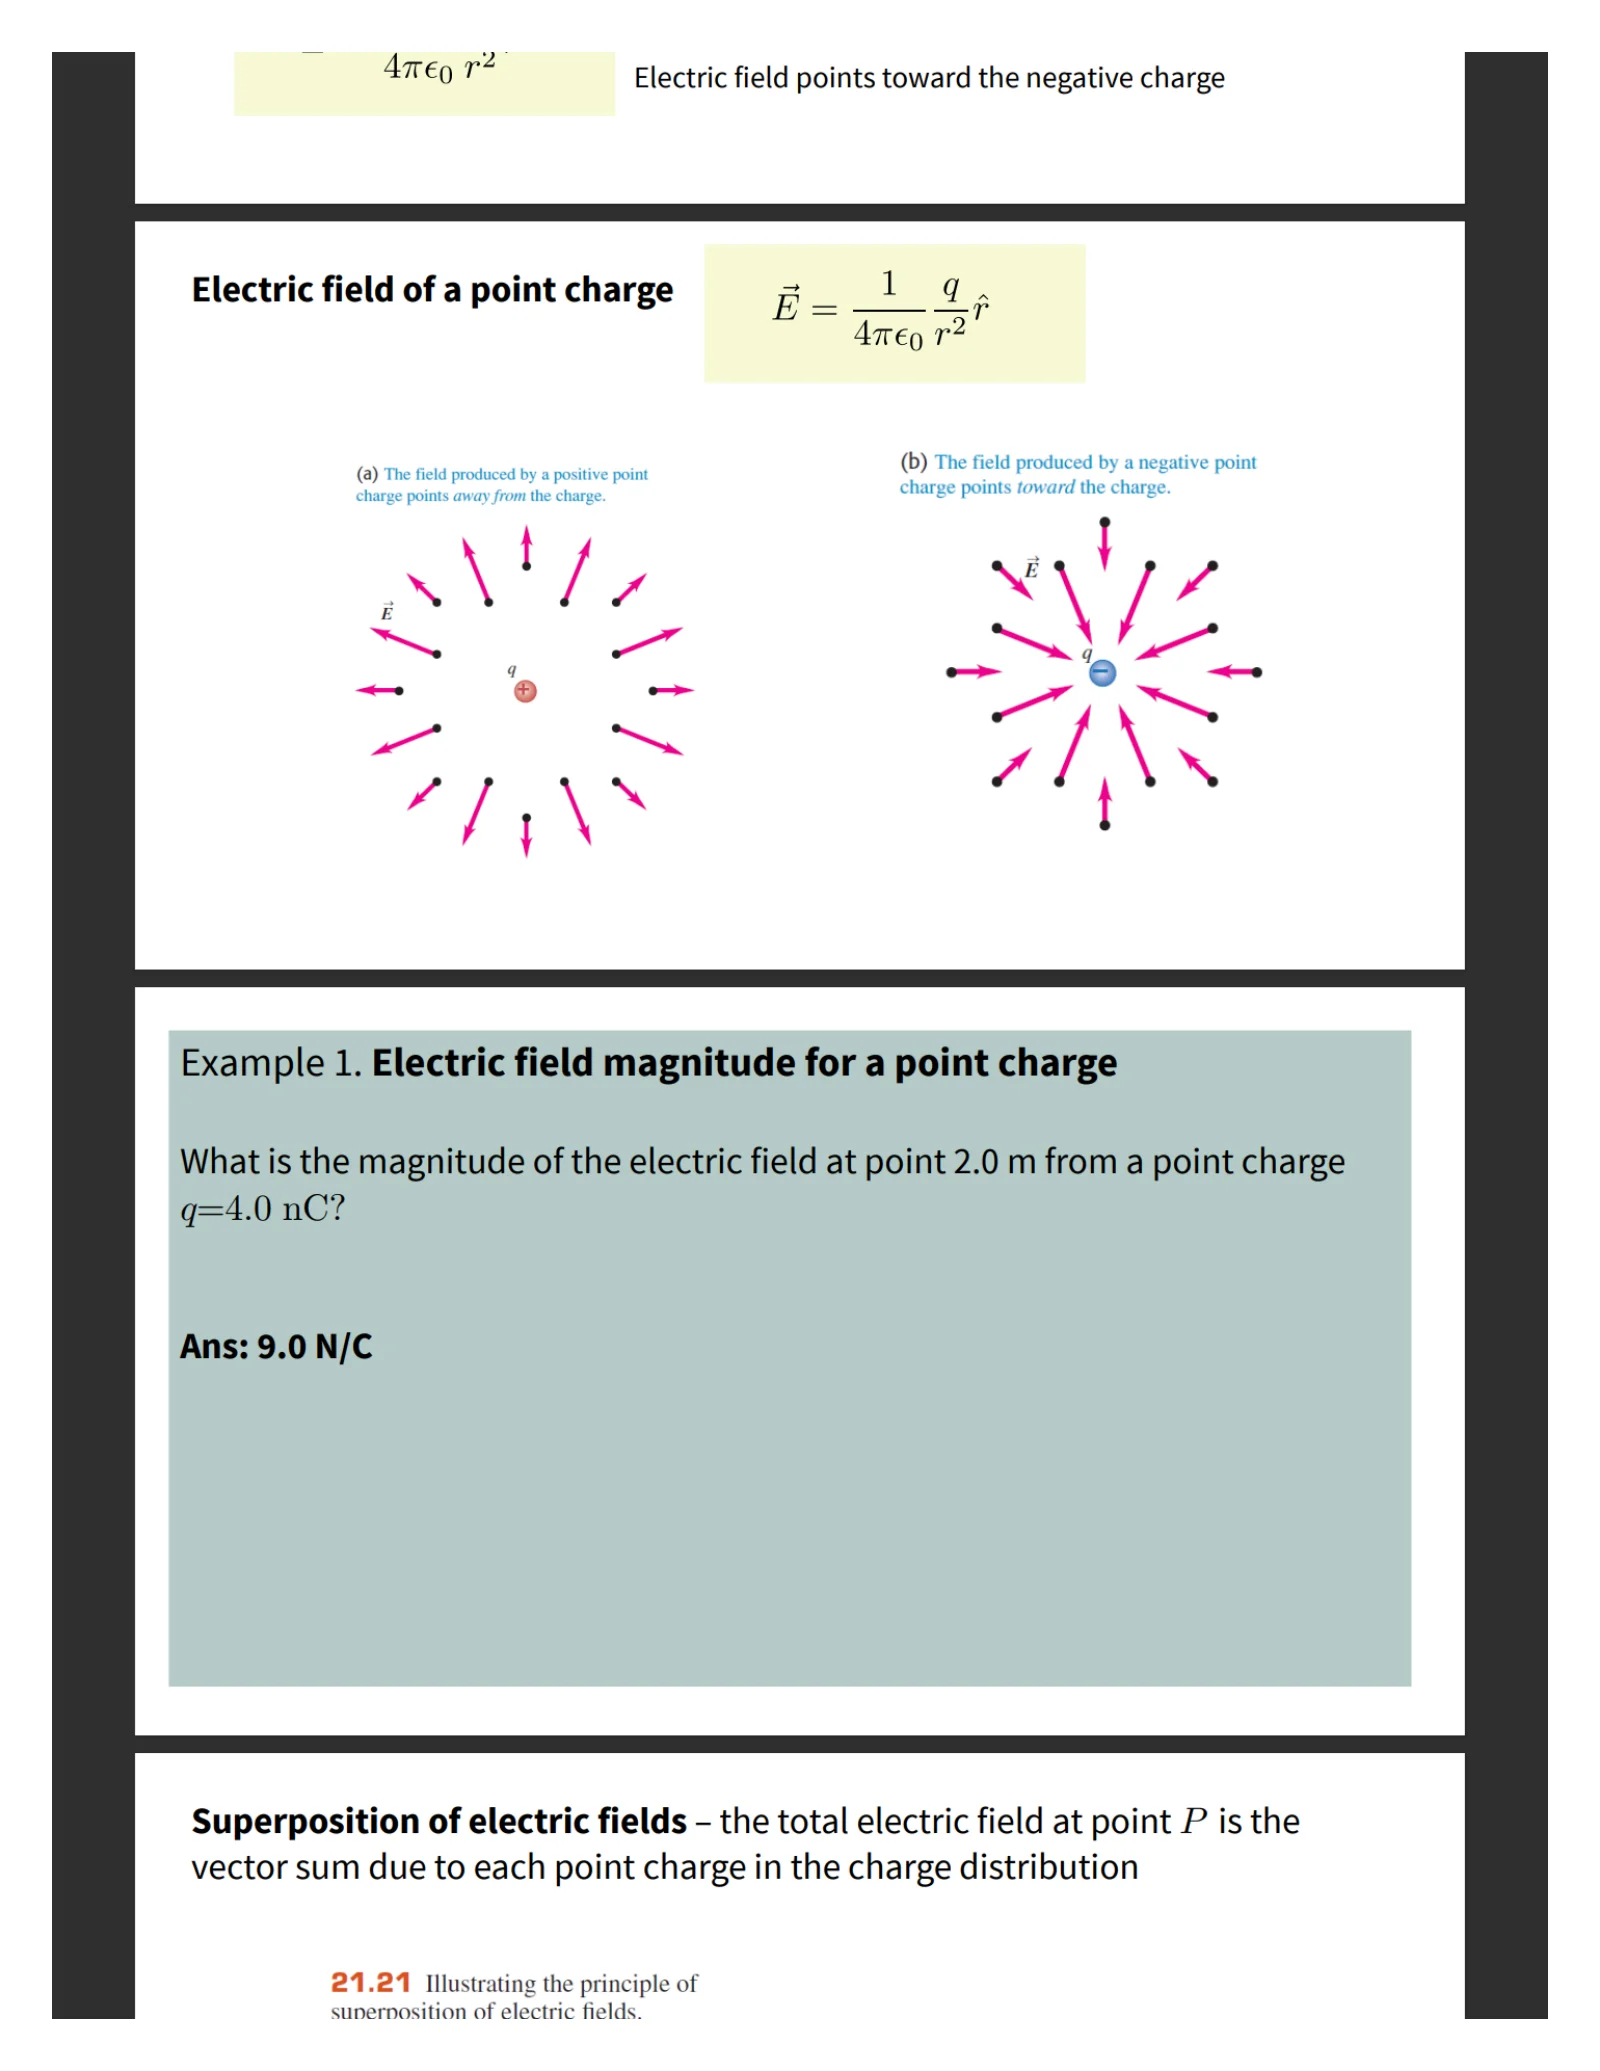 4πϵ₀ r²
Electric field points toward the negative charge
Electric field of a point charge
E⃗ = 1/(4πϵ₀) q/r² r̂
(a) The field produced by a positive point
charge points away from the charge.
E⃗
q
+
(b) The field produced by a negative point
charge points toward the charge.
E⃗
q
−
Example 1. Electric field magnitude for a point charge
What is the magnitude of the electric field at point 2.0 m from a point charge
q=4.0 nC?
Ans: 9.0 N/C
Superposition of electric fields – the total electric field at point P is the
vector sum due to each point charge in the charge distribution
21.21 Illustrating the principle of
superposition of electric fields.